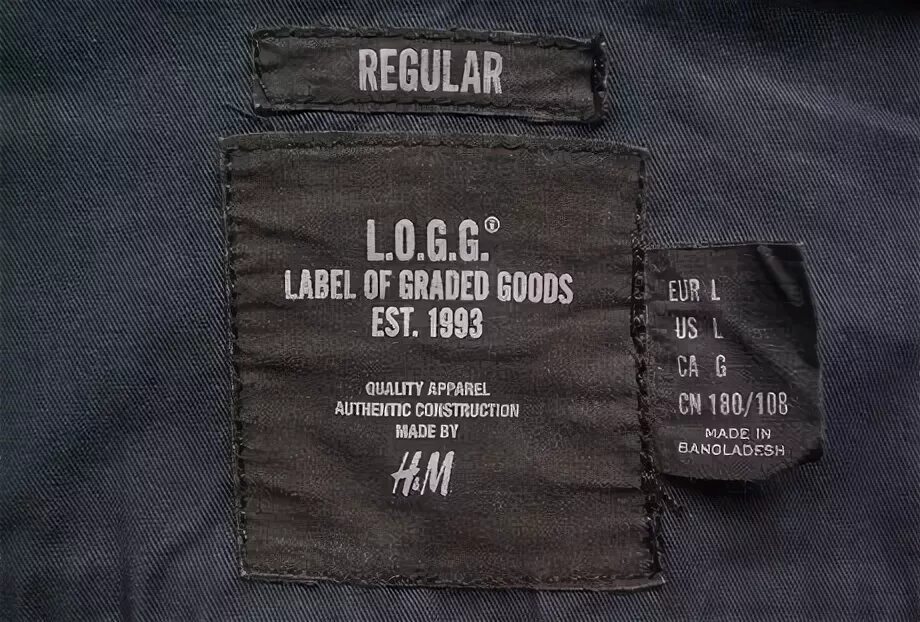 REGULAR
L.O.G.G.®
LABEL OF GRADED GOODS
EST. 1993
QUALITY APPAREL
AUTHENTIC CONSTRUCTION
MADE BY
H&M
EUR L
US L
CA G
CN 180/108
MADE IN
BANGLADESH